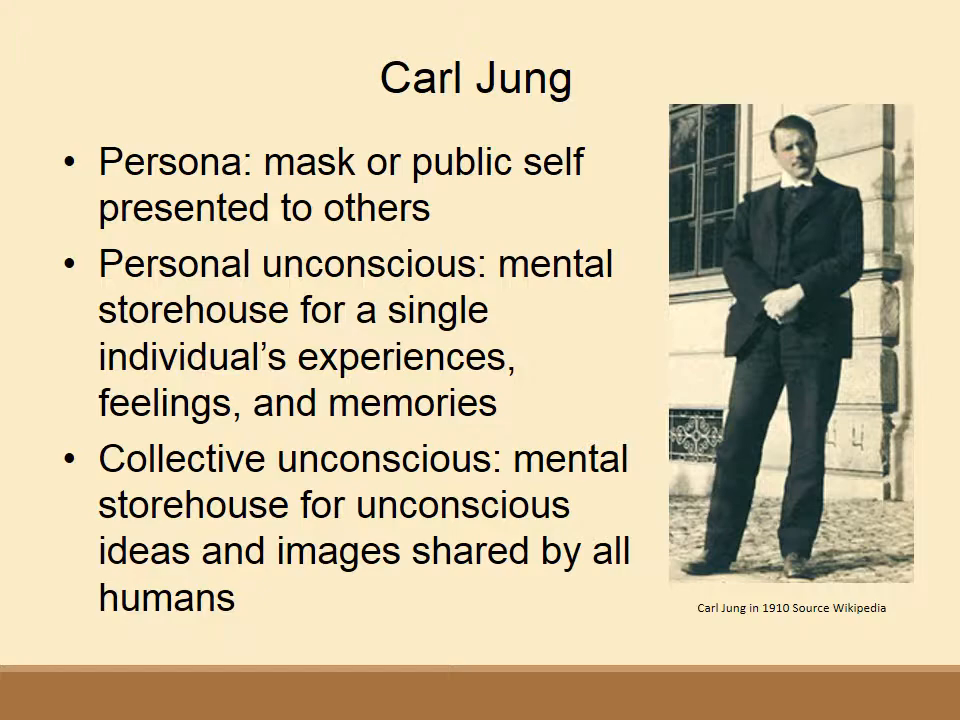 Carl Jung
• Persona: mask or public self
presented to others
• Personal unconscious: mental
storehouse for a single
individual’s experiences,
feelings, and memories
• Collective unconscious: mental
storehouse for unconscious
ideas and images shared by all
humans
Carl Jung in 1910 Source Wikipedia